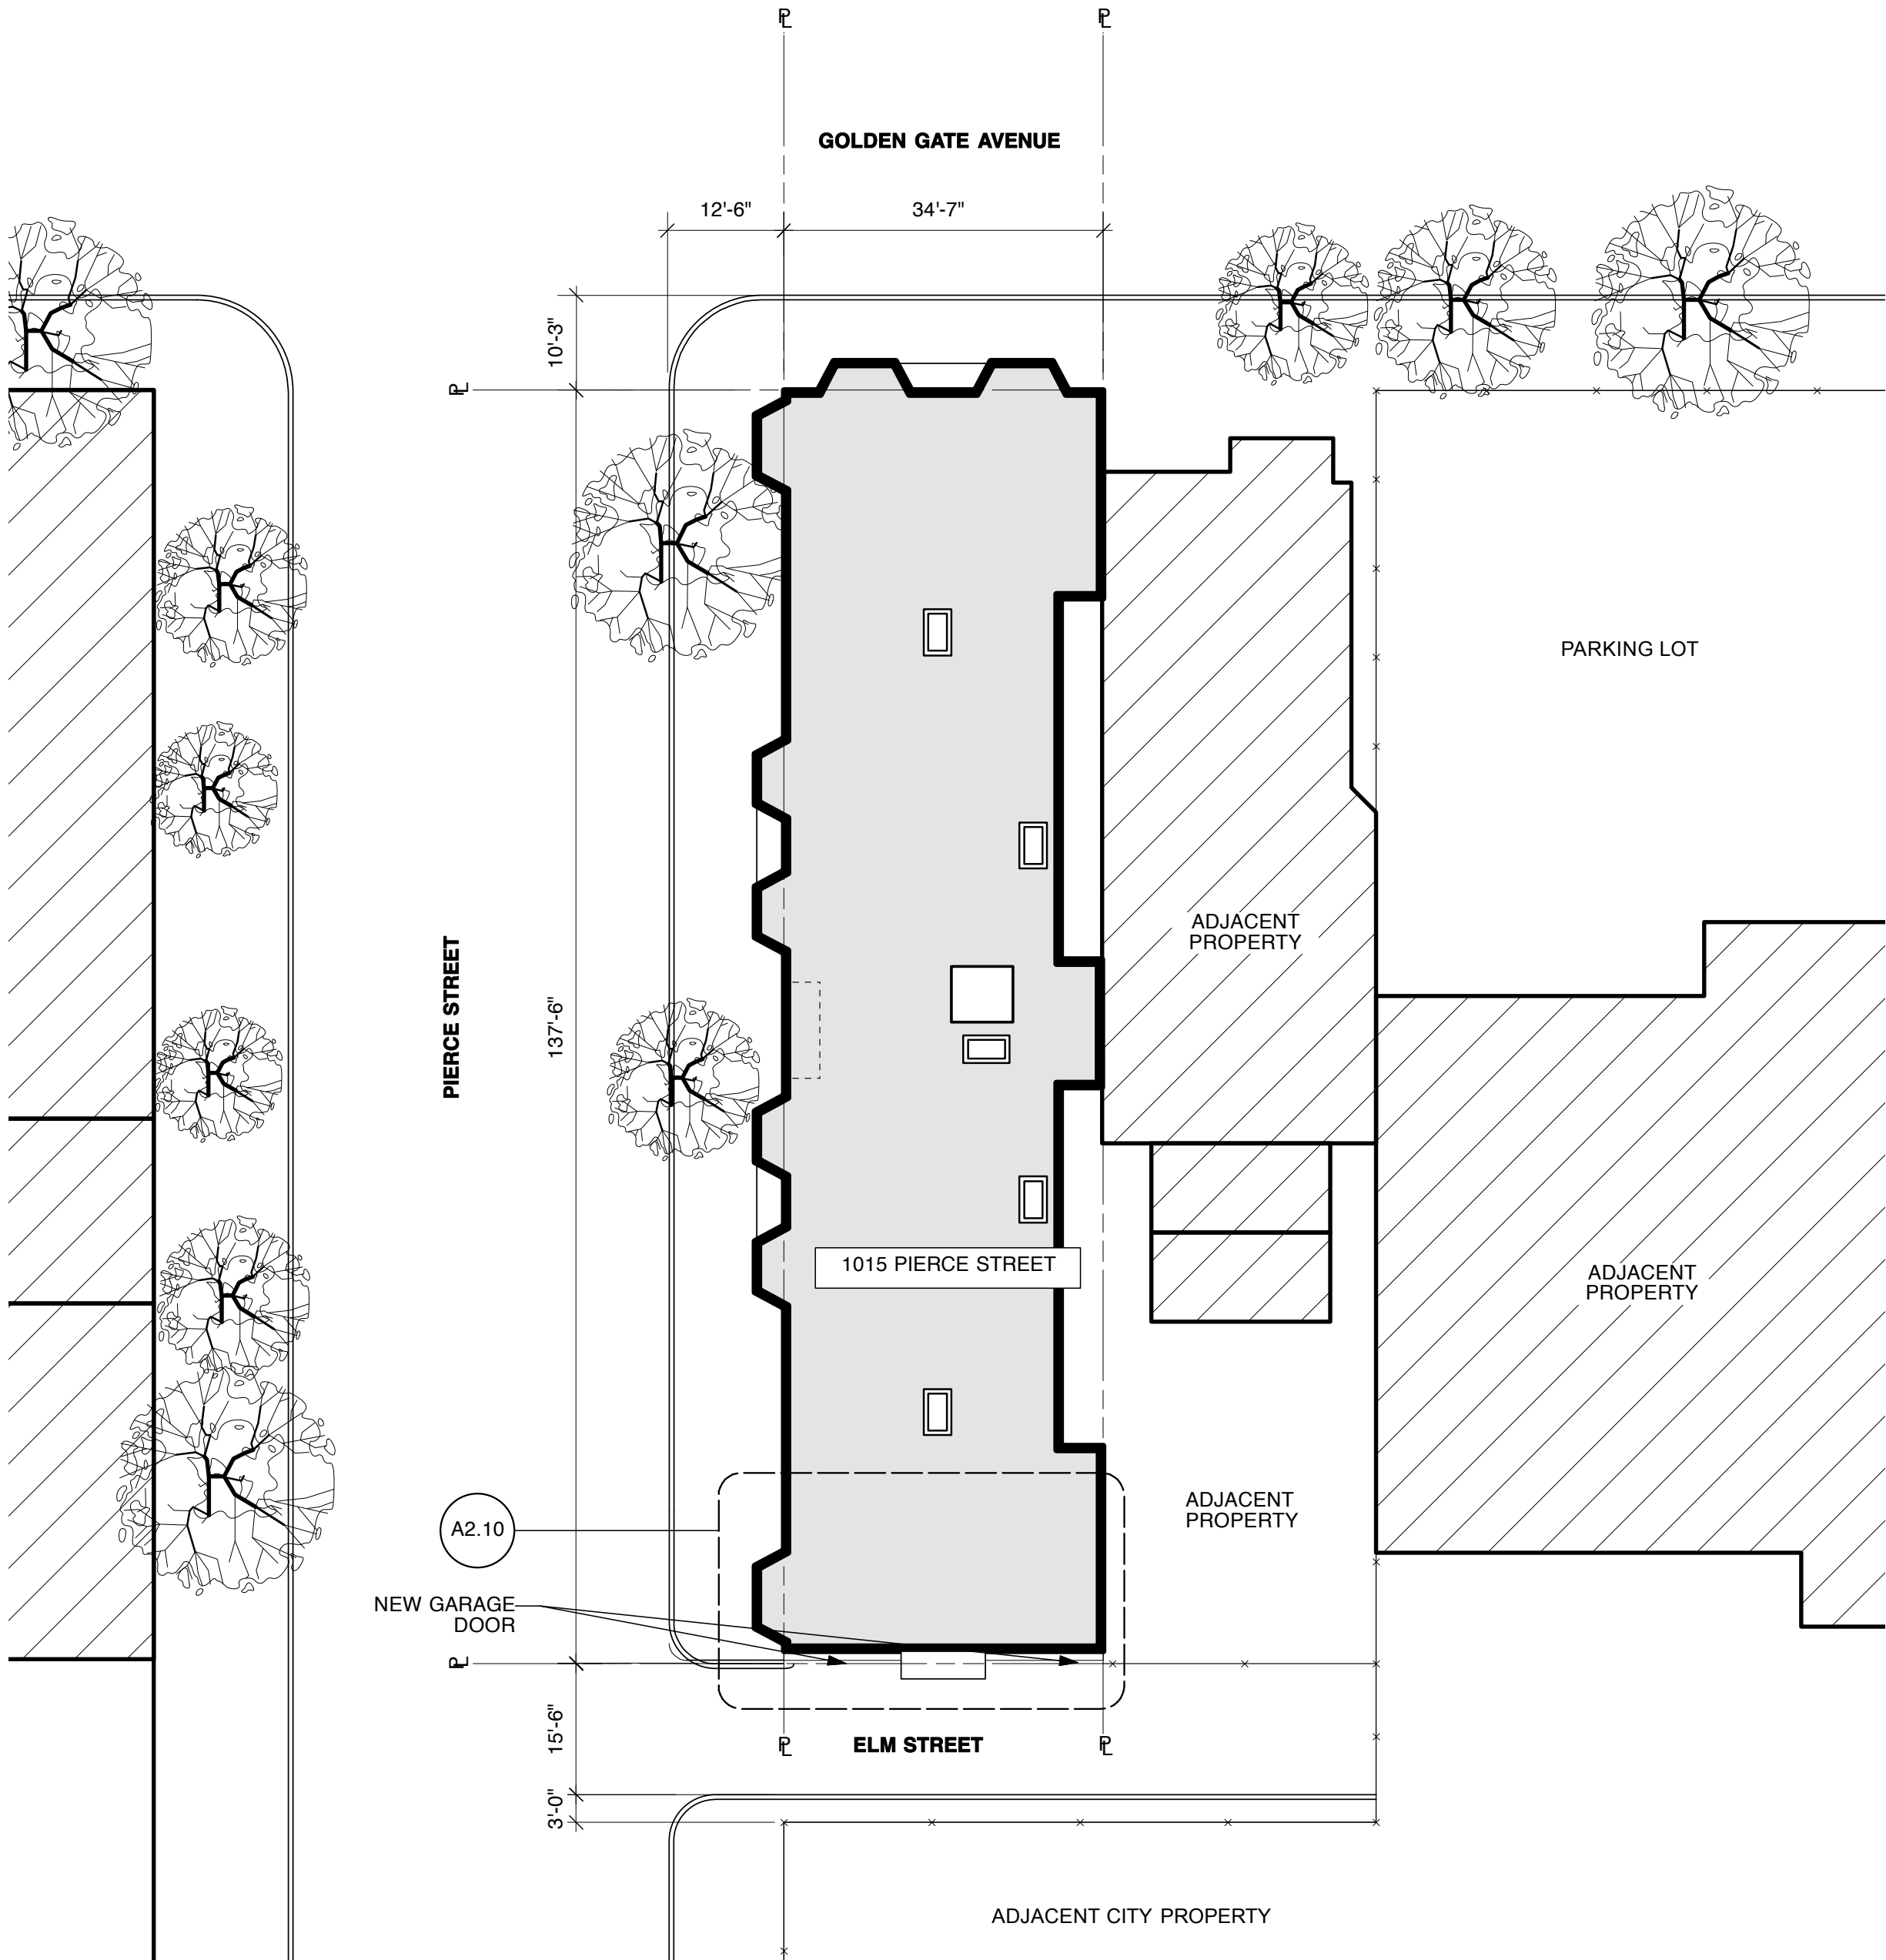 PL
PL
GOLDEN GATE AVENUE
12'-6"
34'-7"
10'-3"
PL
PARKING LOT
ADJACENT
PROPERTY
PIERCE STREET
137'-6"
1015 PIERCE STREET
ADJACENT
PROPERTY
ADJACENT
PROPERTY
A2.10
NEW GARAGE
DOOR
PL
15'-6"
PL
ELM STREET
PL
3'-0"
ADJACENT CITY PROPERTY